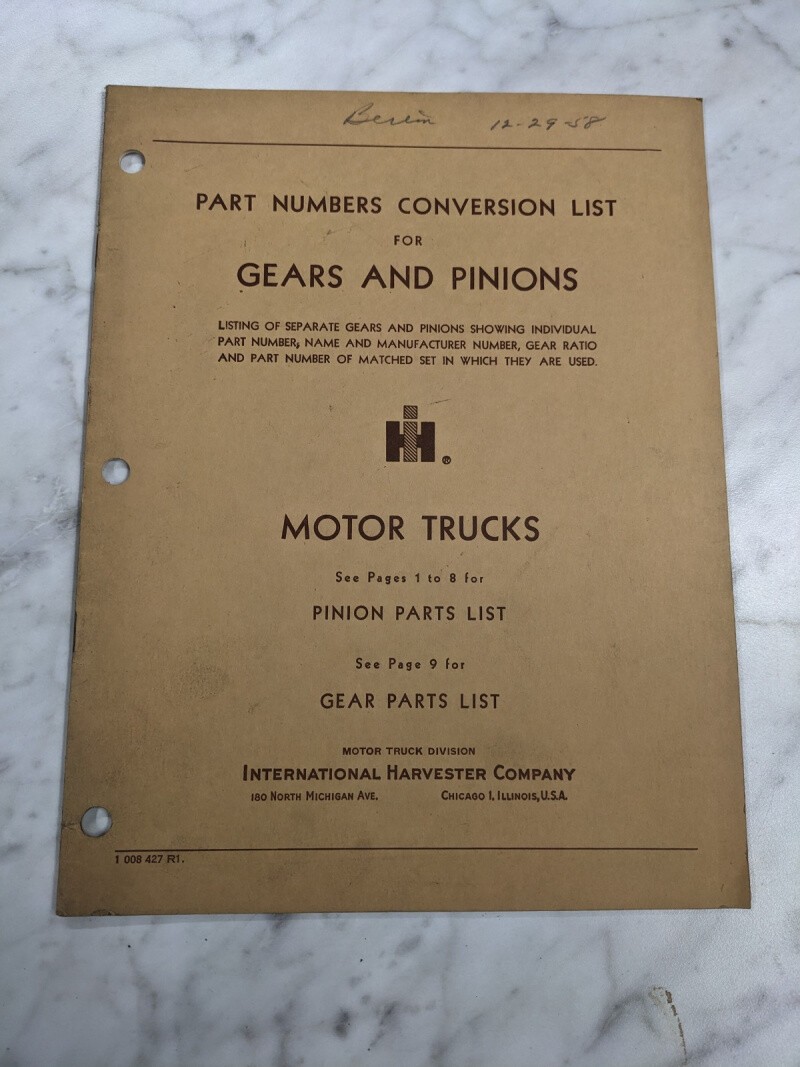 12-29-58
PART NUMBERS CONVERSION LIST
FOR
GEARS AND PINIONS
LISTING OF SEPARATE GEARS AND PINIONS SHOWING INDIVIDUAL
PART NUMBER, NAME AND MANUFACTURER NUMBER, GEAR RATIO
AND PART NUMBER OF MATCHED SET IN WHICH THEY ARE USED.
IH®
MOTOR TRUCKS
See Pages 1 to 8 for
PINION PARTS LIST
See Page 9 for
GEAR PARTS LIST
MOTOR TRUCK DIVISION
INTERNATIONAL HARVESTER COMPANY
180 NORTH MICHIGAN AVE. CHICAGO 1, ILLINOIS, U.S.A.
1 008 427 R1.